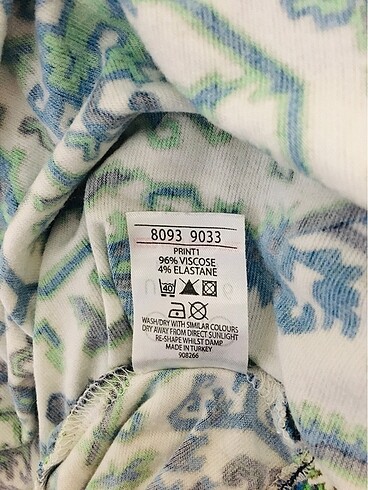 8093 9033
PRINT1
96% VISCOSE
4% ELASTANE
40
WASH/DRY WITH SIMILAR COLOURS
DRY AWAY FROM DIRECT SUNLIGHT
RE-SHAPE WHILST DAMP
MADE IN TURKEY
908266